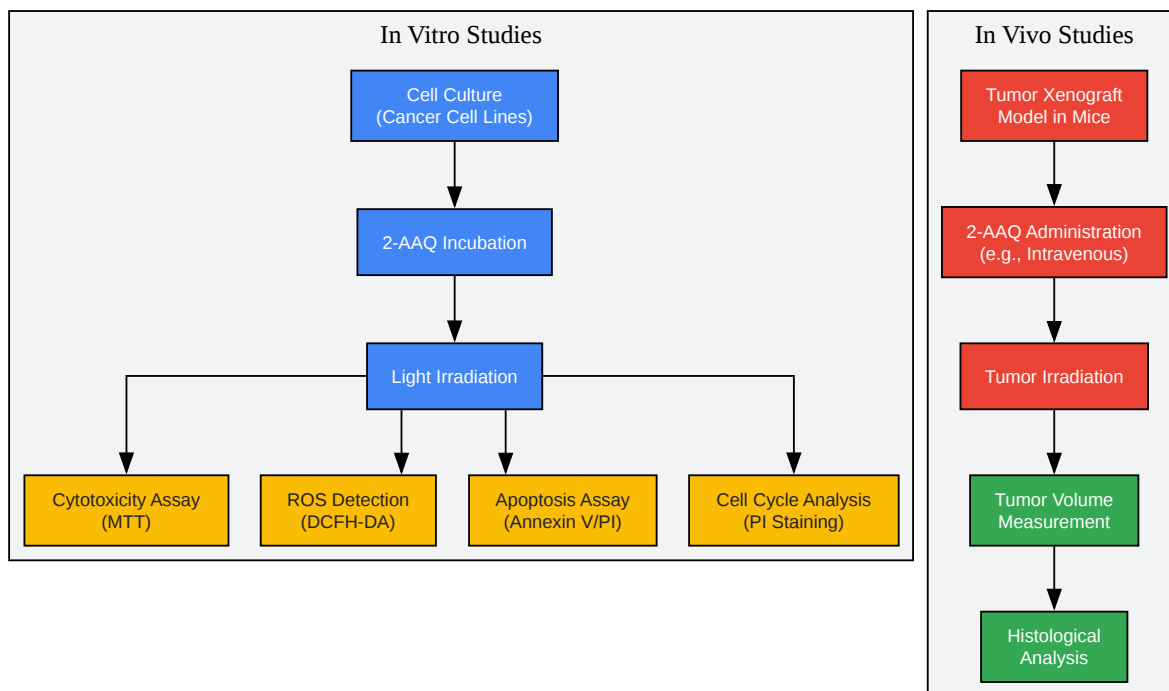 In Vitro Studies
Cell Culture
(Cancer Cell Lines)
2-AAQ Incubation
Light Irradiation
Cytotoxicity Assay
(MTT)
ROS Detection
(DCFH-DA)
Apoptosis Assay
(Annexin V/PI)
Cell Cycle Analysis
(PI Staining)
In Vivo Studies
Tumor Xenograft
Model in Mice
2-AAQ Administration
(e.g., Intravenous)
Tumor Irradiation
Tumor Volume
Measurement
Histological
Analysis